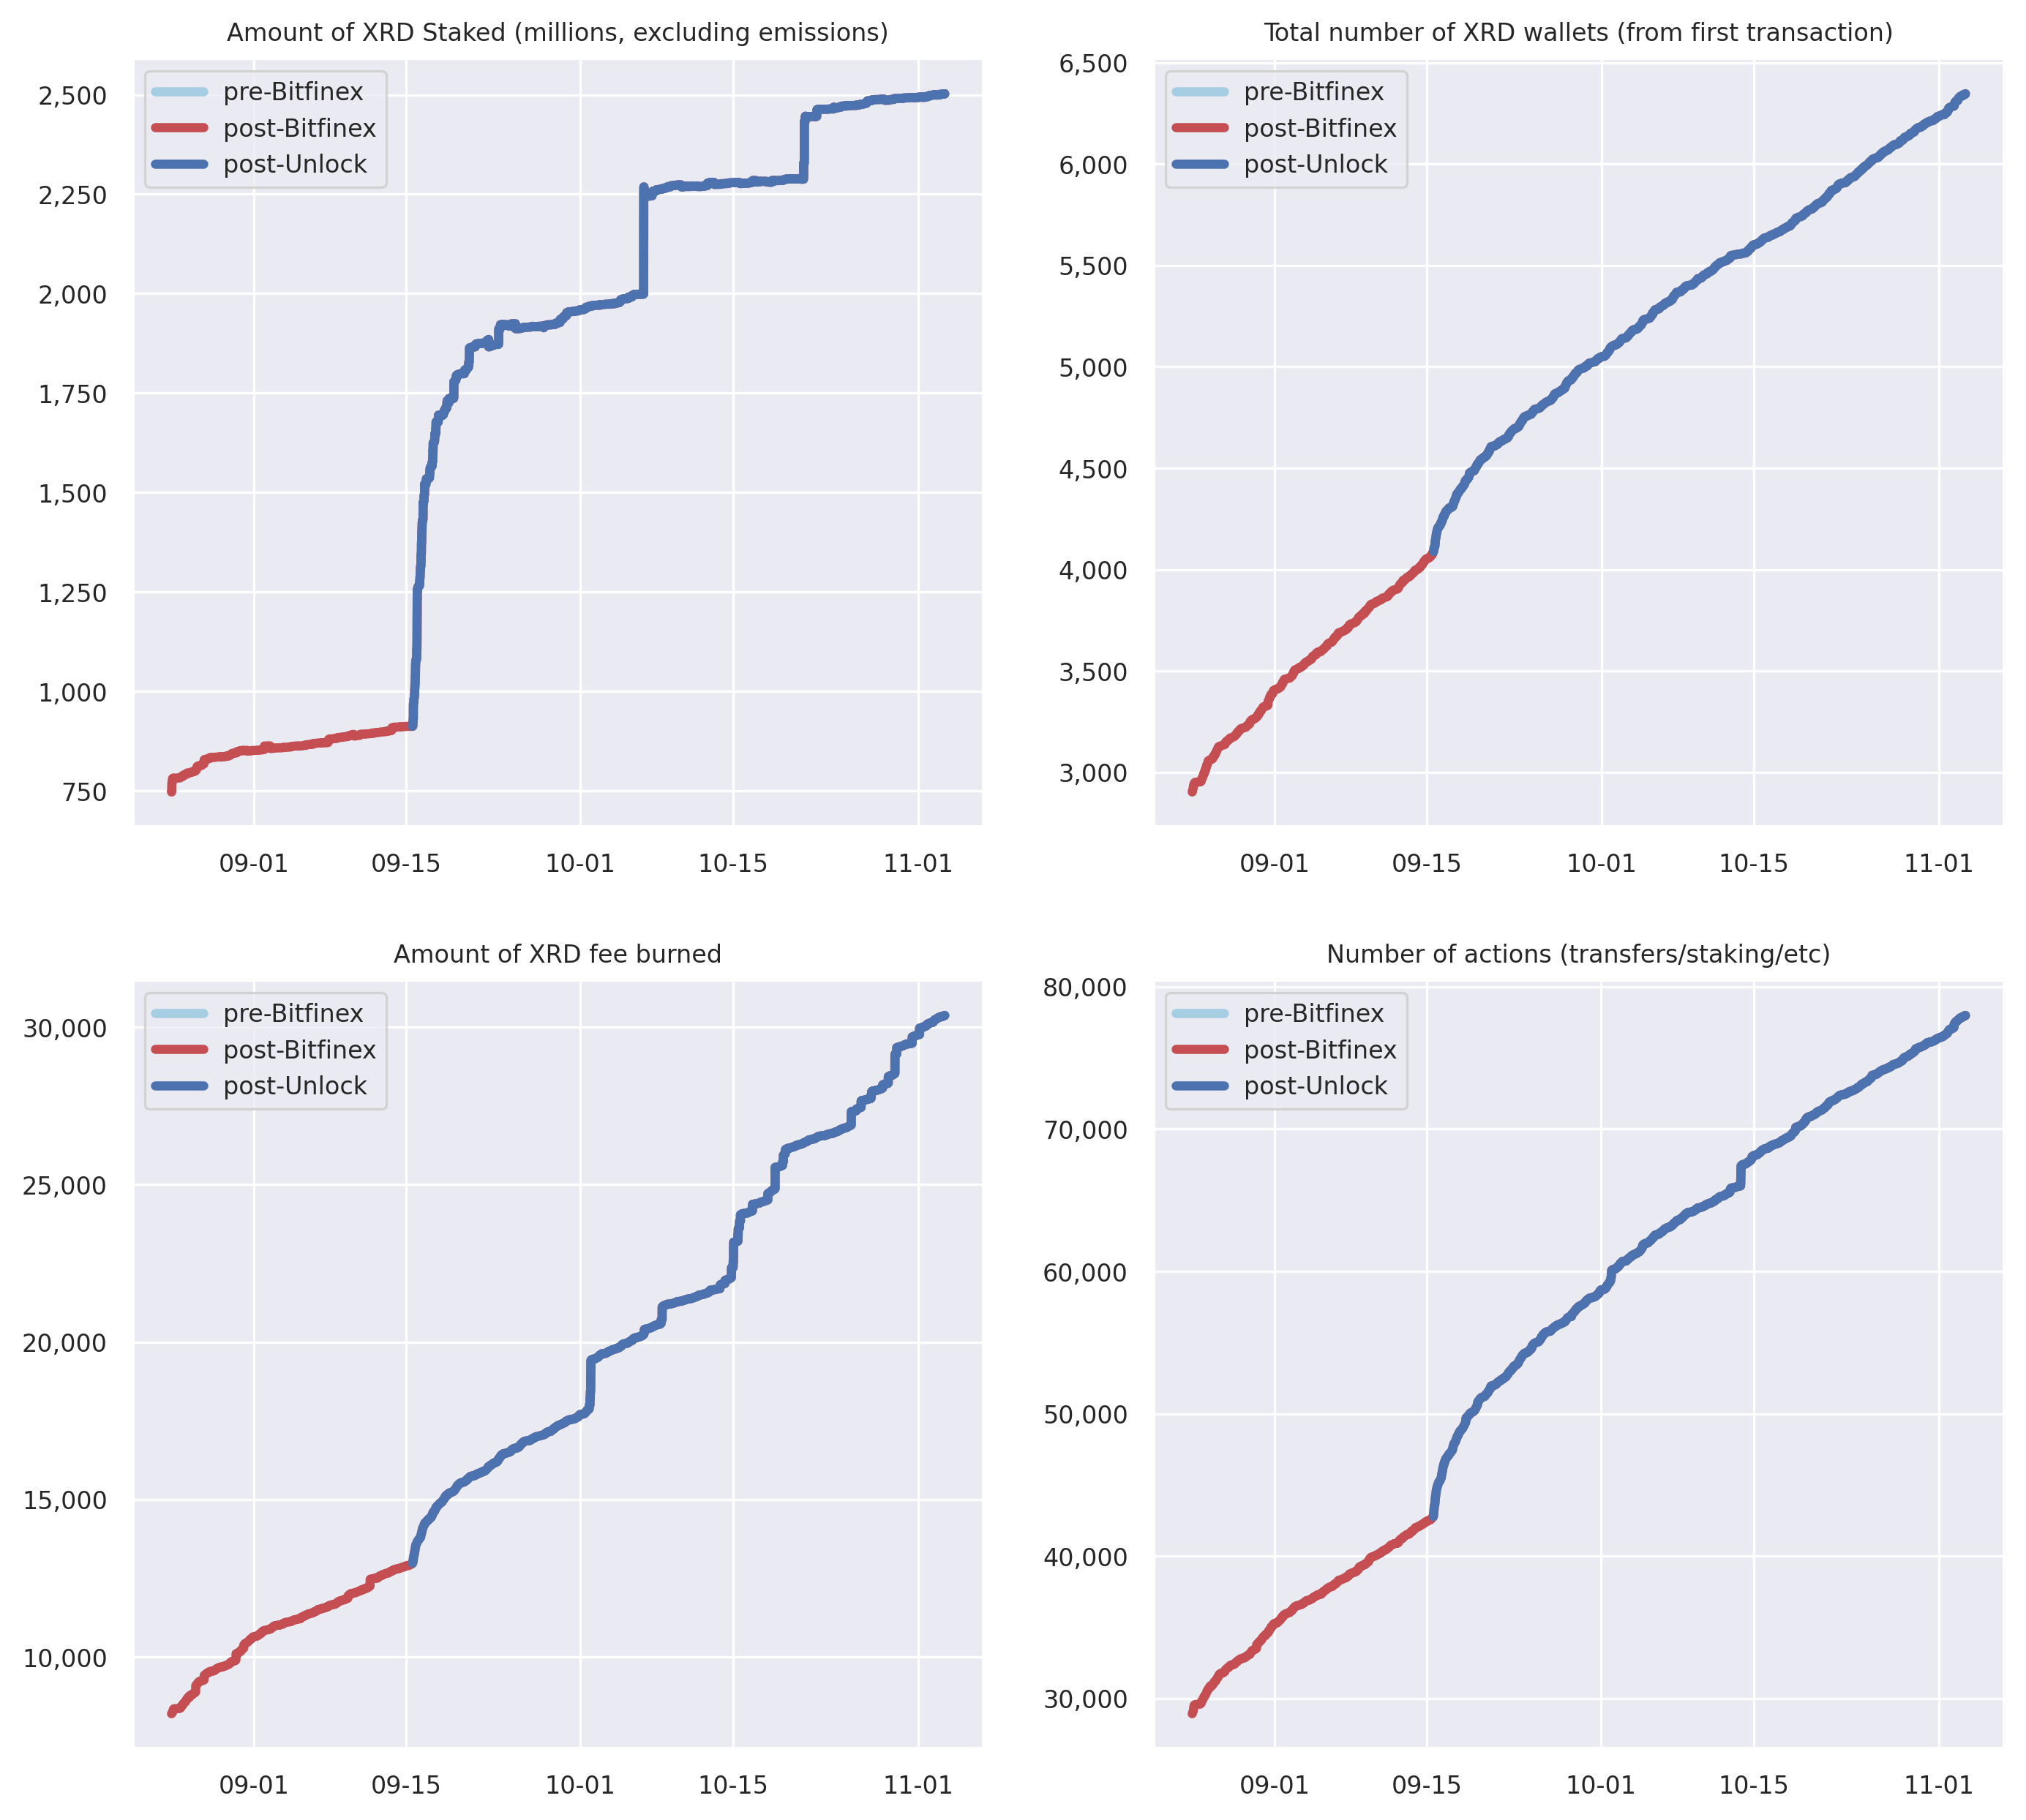 Amount of XRD Staked (millions, excluding emissions)
pre-Bitfinex
post-Bitfinex
post-Unlock
2,500
2,250
2,000
1,750
1,500
1,250
1,000
750
09-01 09-15 10-01 10-15 11-01
Total number of XRD wallets (from first transaction)
pre-Bitfinex
post-Bitfinex
post-Unlock
6,500
6,000
5,500
5,000
4,500
4,000
3,500
3,000
09-01 09-15 10-01 10-15 11-01
Amount of XRD fee burned
pre-Bitfinex
post-Bitfinex
post-Unlock
30,000
25,000
20,000
15,000
10,000
09-01 09-15 10-01 10-15 11-01
Number of actions (transfers/staking/etc)
pre-Bitfinex
post-Bitfinex
post-Unlock
80,000
70,000
60,000
50,000
40,000
30,000
09-01 09-15 10-01 10-15 11-01